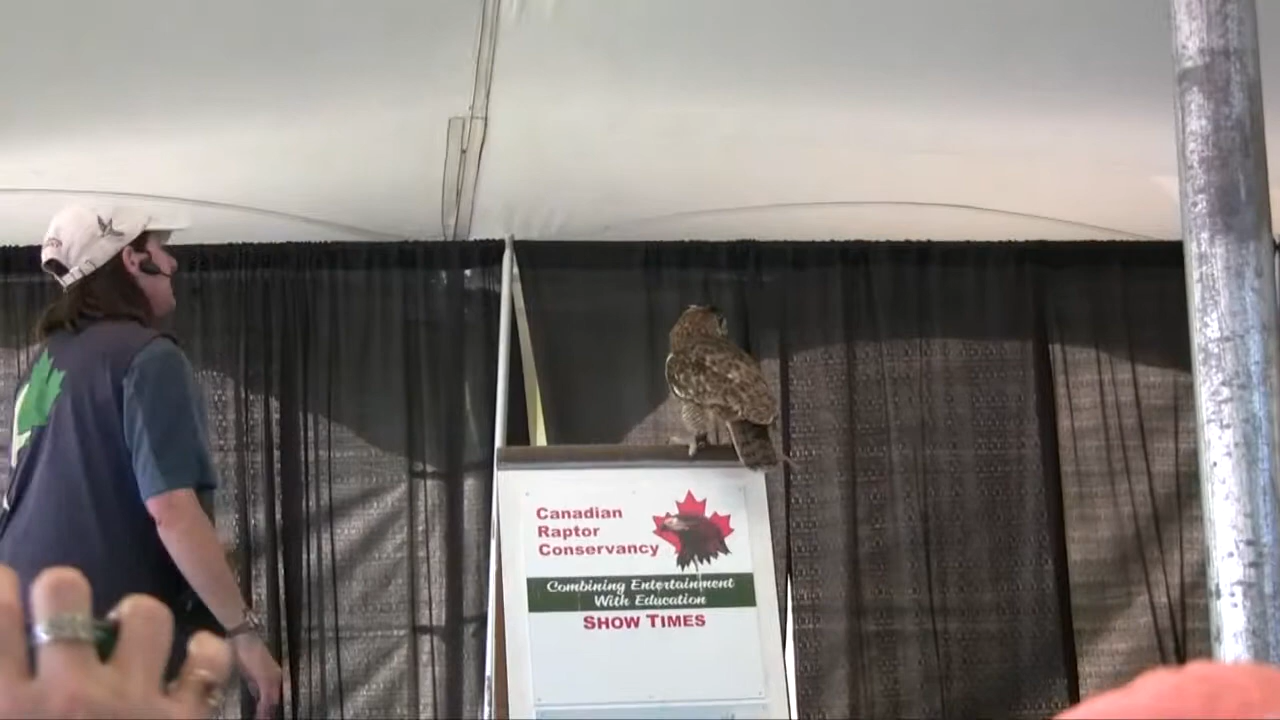 Canadian
Raptor
Conservancy
Combining Entertainment
With Education
SHOW TIMES